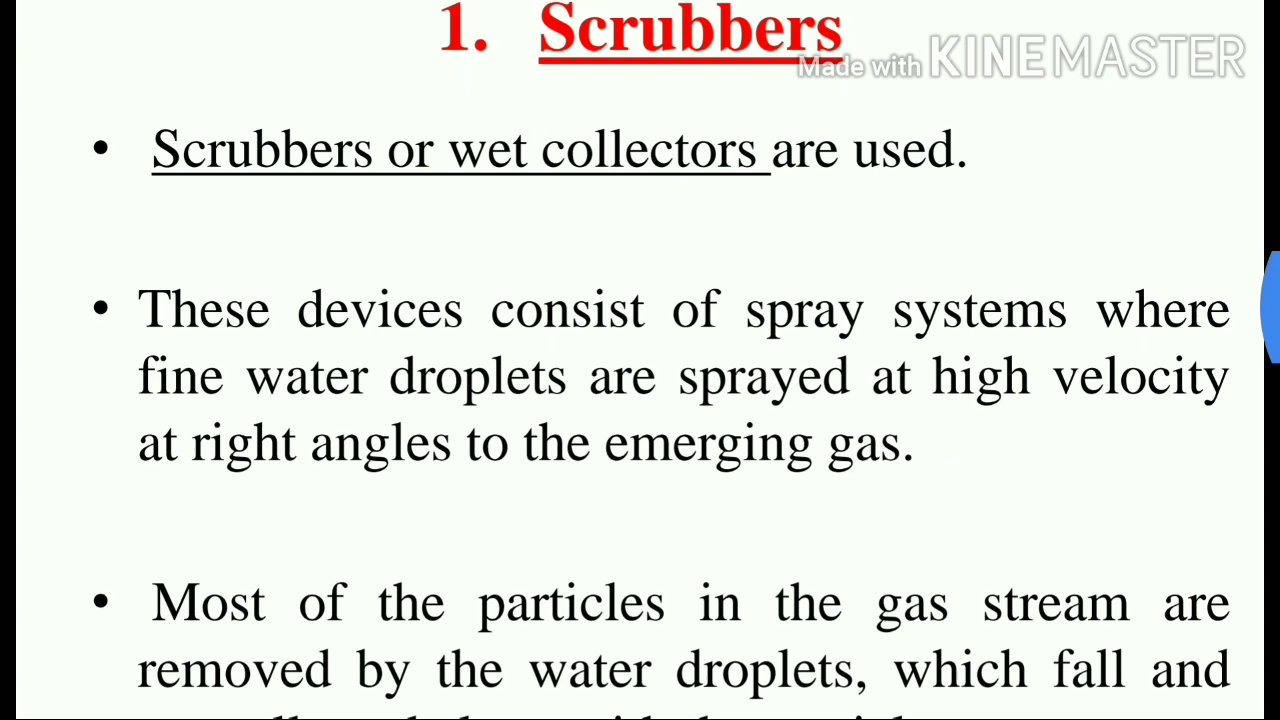 1. Scrubbers
Made with KINEMASTER
• Scrubbers or wet collectors are used.
• These devices consist of spray systems where
fine water droplets are sprayed at high velocity
at right angles to the emerging gas.
• Most of the particles in the gas stream are
removed by the water droplets, which fall and